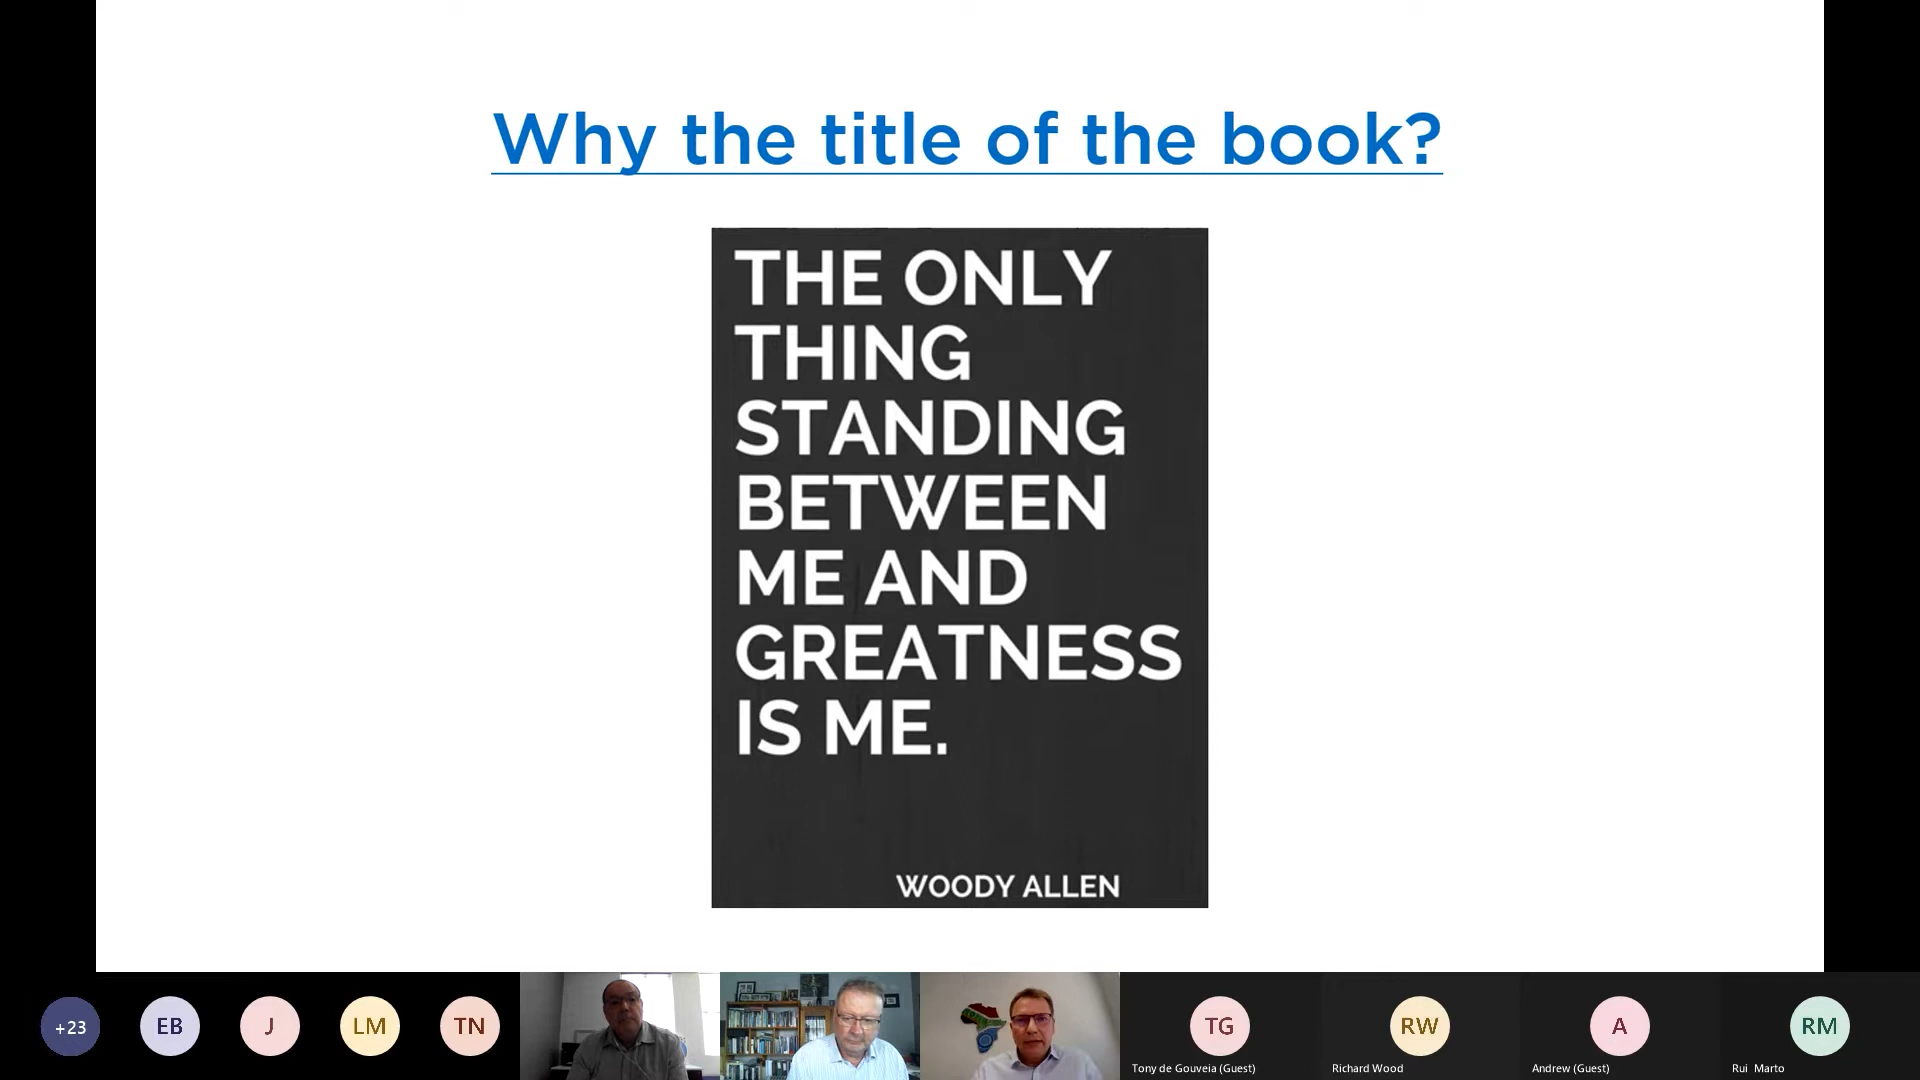 Why the title of the book?
THE ONLY
THING
STANDING
BETWEEN
ME AND
GREATNESS
IS ME.
WOODY ALLEN
+23
EB
J
LM
TN
TG
RW
A
RM
Tony de Gouveia (Guest)
Richard Wood
Andrew (Guest)
Rui Marto